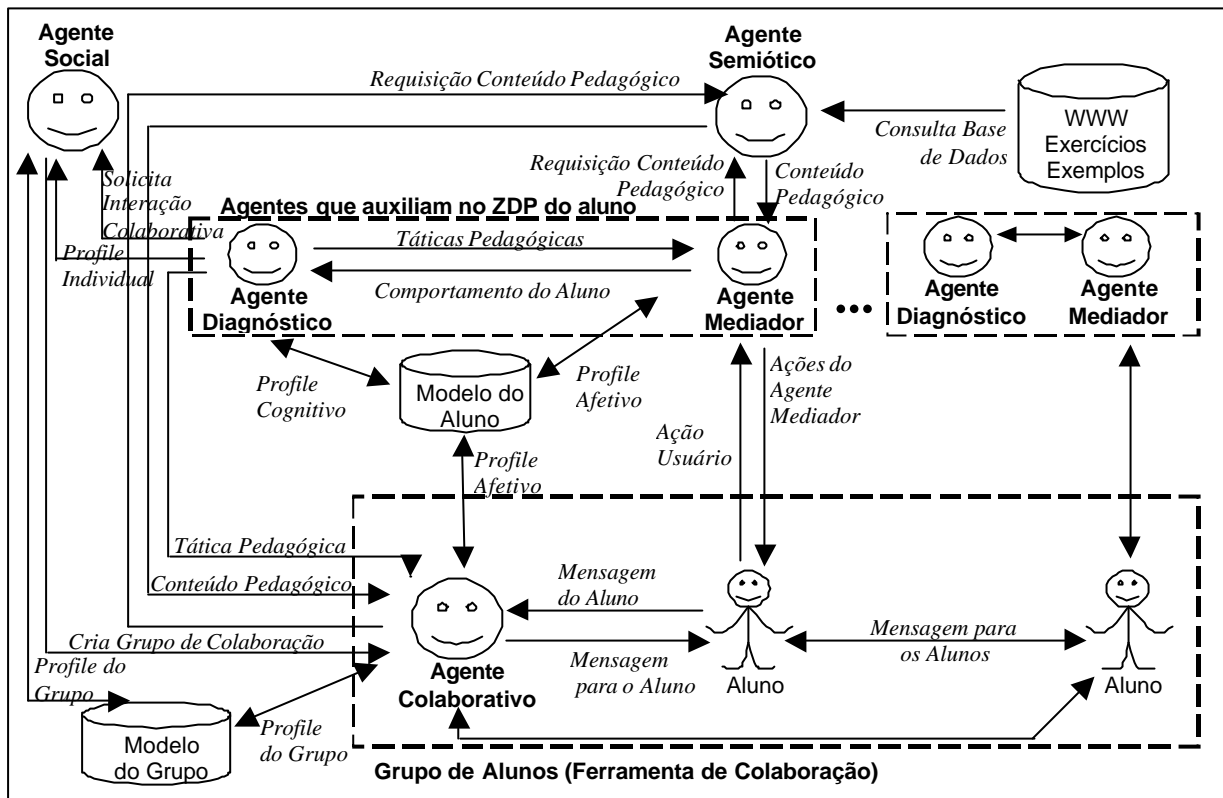 Agente
Social
Agente
Semiótico
Requisição Conteúdo Pedagógico
WWW
Exercícios
Exemplos
Consulta Base
de Dados
Requisição Conteúdo
Pedagógico
Conteúdo
Pedagógico
Solicita
Interação
Colaborativa
Profile
Individual
Agentes que auxiliam no ZDP do aluno
Táticas Pedagógicas
Comportamento do Aluno
Agente
Diagnóstico
Agente
Mediador
...
Agente
Diagnóstico
Agente
Mediador
Profile
Cognitivo
Modelo do
Aluno
Profile
Afetivo
Ações do
Agente
Mediador
Ação
Usuário
Profile
Afetivo
Tática Pedagógica
Conteúdo Pedagógico
Cria Grupo de Colaboração
Profile do
Grupo
Mensagem
do Aluno
Mensagem
para o Aluno
Mensagem para
os Alunos
Agente
Colaborativo
Aluno
Aluno
Modelo
do Grupo
Profile
do Grupo
Grupo de Alunos (Ferramenta de Colaboração)